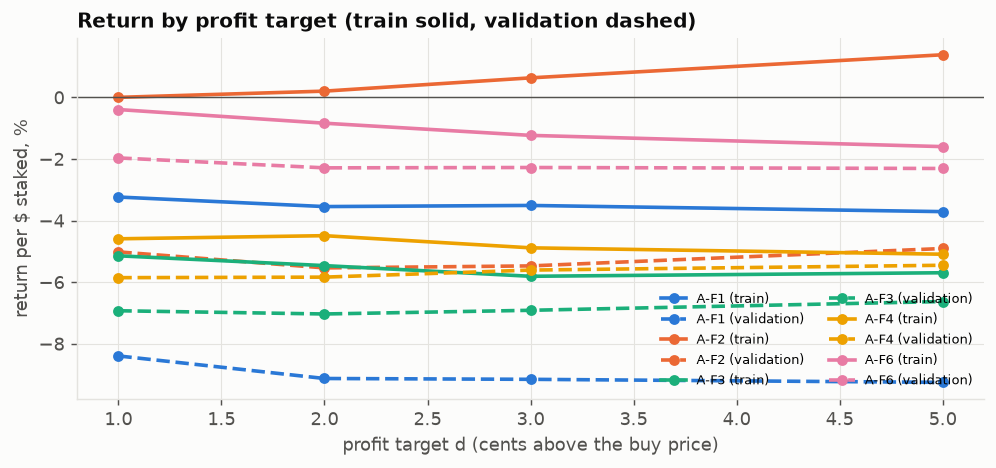 Return by profit target (train solid, validation dashed)
return per $ staked, %
0
−2
−4
−6
−8
A-F1 (train)
A-F1 (validation)
A-F2 (train)
A-F2 (validation)
A-F3 (train)
A-F3 (validation)
A-F4 (train)
A-F4 (validation)
A-F6 (train)
A-F6 (validation)
1.0 1.5 2.0 2.5 3.0 3.5 4.0 4.5 5.0
profit target d (cents above the buy price)